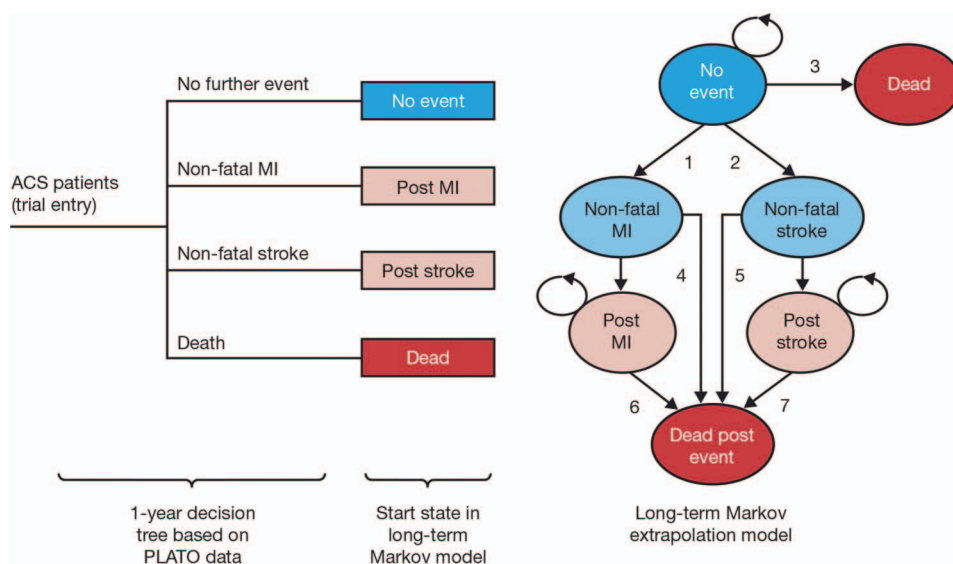 No further event
No event
Non-fatal MI
Post MI
ACS patients
(trial entry)
Non-fatal stroke
Post stroke
Death
Dead
1-year decision
tree based on
PLATO data
Start state in
long-term
Markov model
No
event
3
Dead
1
2
Non-fatal
MI
Non-fatal
stroke
4
5
Post
MI
Post
stroke
6
7
Dead post
event
Long-term Markov
extrapolation model